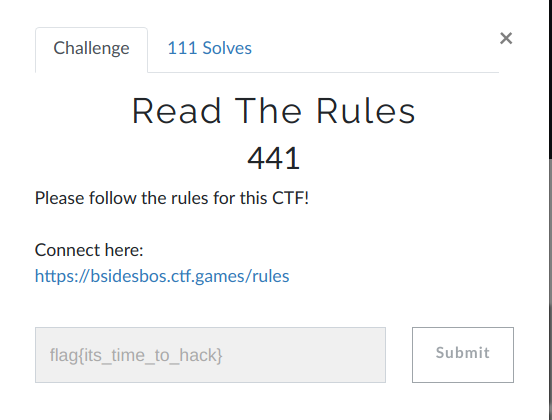 Challenge
111 Solves
×
Read The Rules
441
Please follow the rules for this CTF!
Connect here:
https://bsidesbos.ctf.games/rules
flag{its_time_to_hack}
Submit